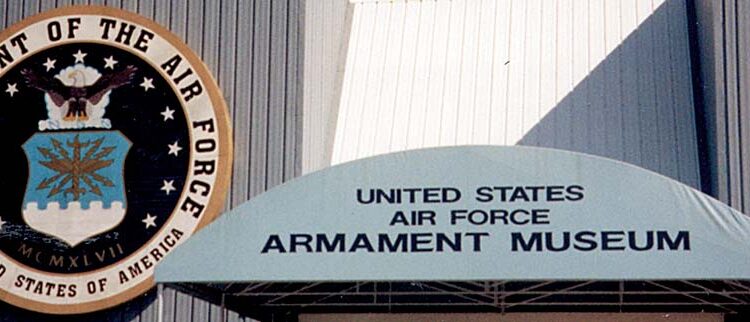 NT OF THE AIR FORCE
MCMXLVII
STATES OF AMERICA
UNITED STATES
AIR FORCE
ARMAMENT MUSEUM